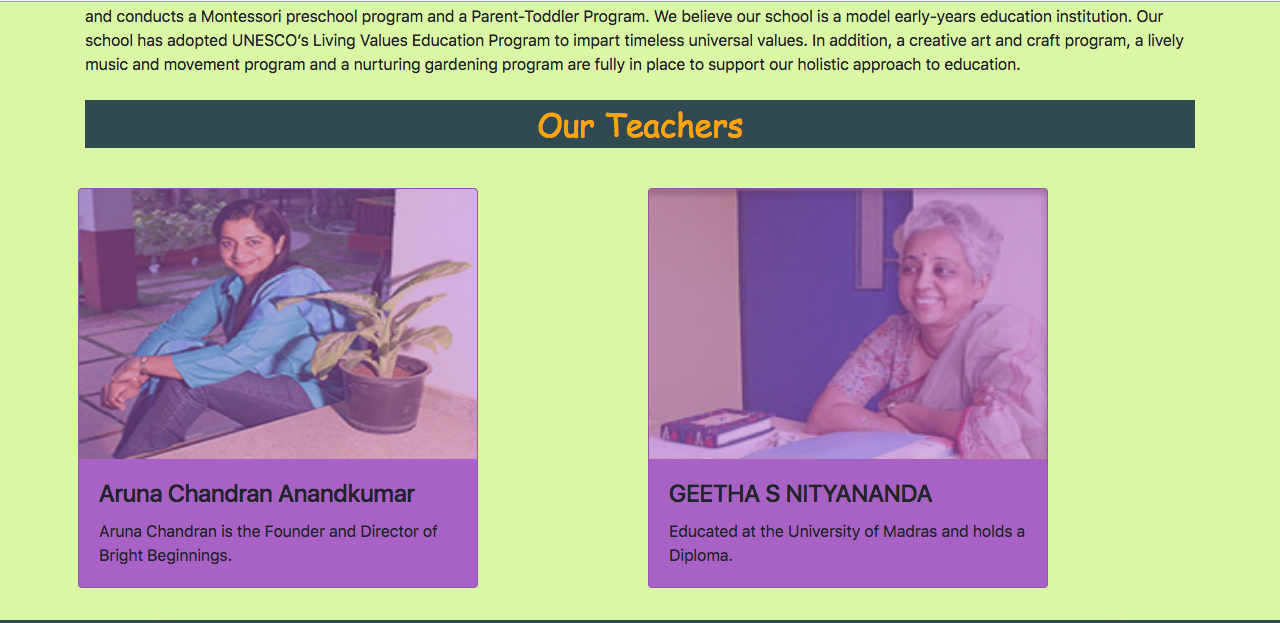 and conducts a Montessori preschool program and a Parent-Toddler Program. We believe our school is a model early-years education institution. Our
school has adopted UNESCO’s Living Values Education Program to impart timeless universal values. In addition, a creative art and craft program, a lively
music and movement program and a nurturing gardening program are fully in place to support our holistic approach to education.
Our Teachers
Aruna Chandran Anandkumar
Aruna Chandran is the Founder and Director of
Bright Beginnings.
GEETHA S NITYANANDA
Educated at the University of Madras and holds a
Diploma.